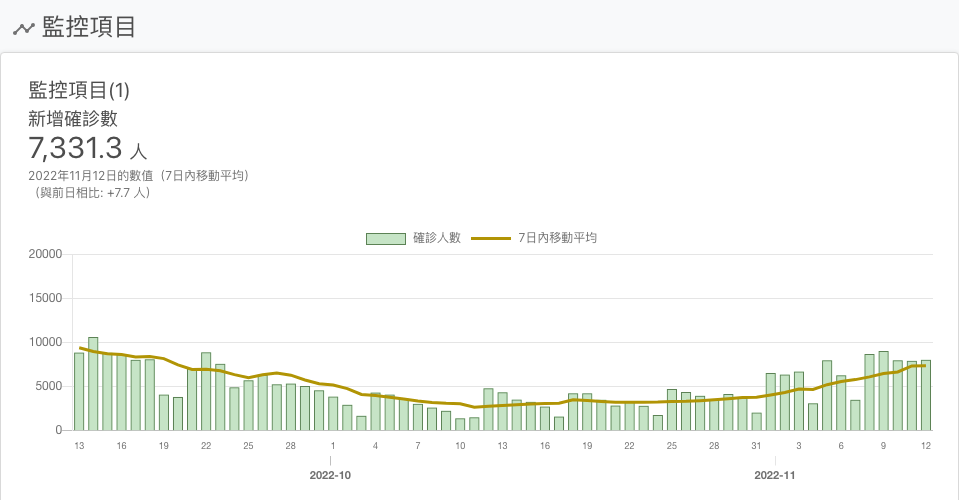 監控項目
監控項目(1)
新增確診數
7,331.3 人
2022年11月12日的數值（7日內移動平均）
（與前日相比: +7.7 人）
確診人數 7日內移動平均
20000
15000
10000
5000
0
13 16 19 22 25 28 1 4 7 10 13 16 19 22 25 28 31 3 6 9 12
2022-10 2022-11